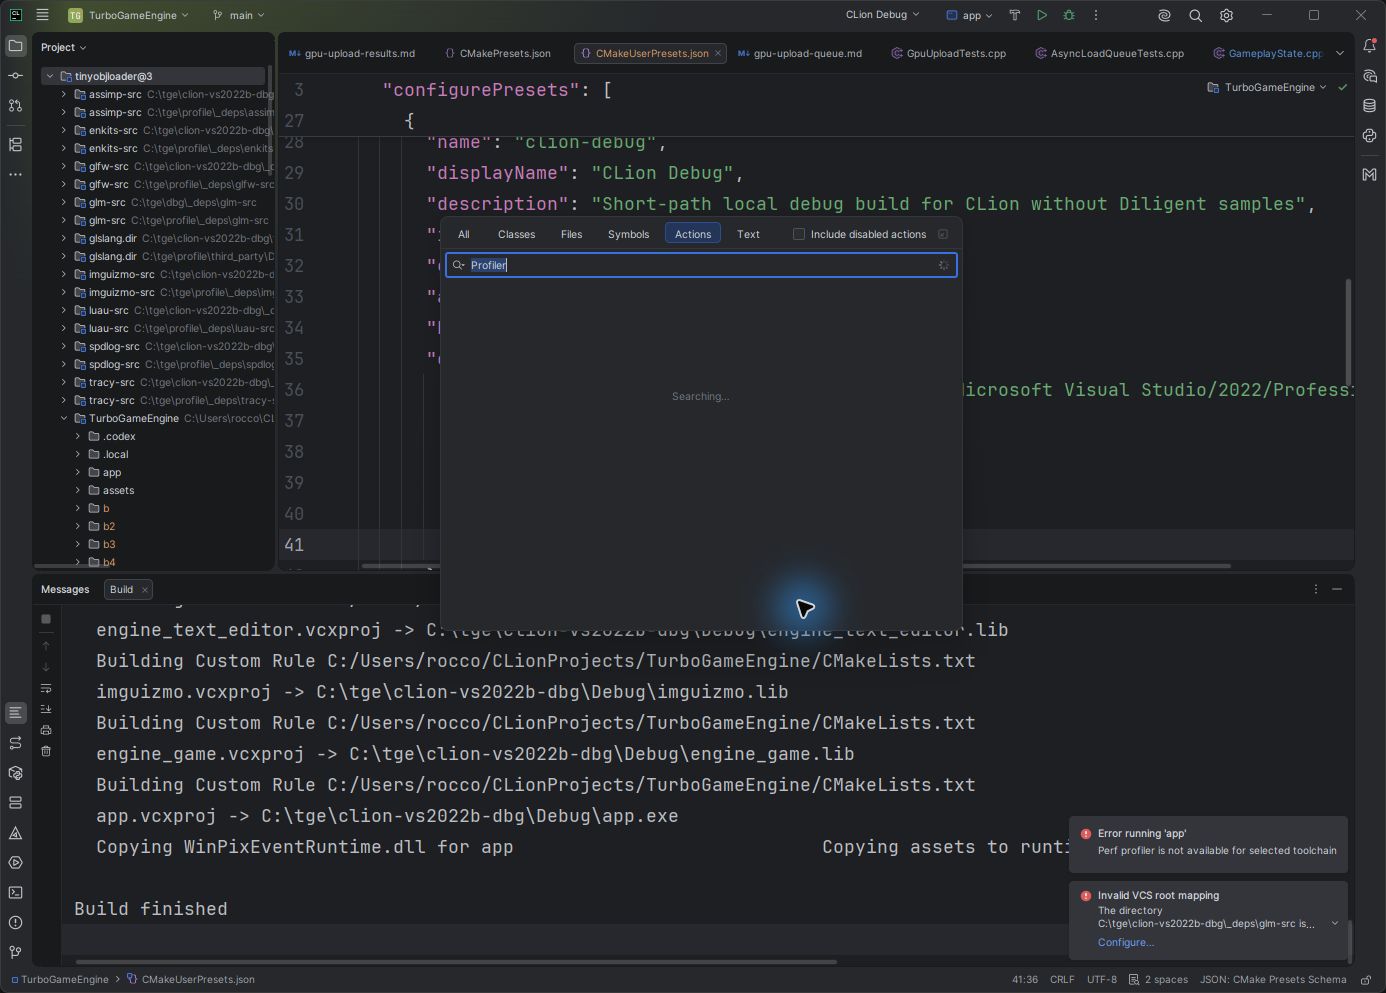 TG TurboGameEngine main CLion Debug app
Project
gpu-upload-results.md CMakePresets.json CMakeUserPresets.json gpu-upload-queue.md GpuUploadTests.cpp AsyncLoadQueueTests.cpp GameplayState.cpp
tinyobjloader@3
assimp-src C:\tge\clion-vs2022b-dbg
assimp-src C:\tge\profile\_deps\assim
enkits-src C:\tge\clion-vs2022b-dbg\
enkits-src C:\tge\profile\_deps\enkits
glfw-src C:\tge\clion-vs2022b-dbg\_d
glfw-src C:\tge\profile\_deps\glfw-src
glm-src C:\tge\dbg\_deps\glm-src
glm-src C:\tge\profile\_deps\glm-src
glslang.dir C:\tge\clion-vs2022b-dbg\
glslang.dir C:\tge\profile\third_party\D
imguizmo-src C:\tge\clion-vs2022b-d
imguizmo-src C:\tge\profile\_deps\im
luau-src C:\tge\clion-vs2022b-dbg\_
luau-src C:\tge\profile\_deps\luau-src
spdlog-src C:\tge\clion-vs2022b-dbg\
spdlog-src C:\tge\profile\_deps\spdlog
tracy-src C:\tge\clion-vs2022b-dbg\_
tracy-src C:\tge\profile\_deps\tracy-s
TurboGameEngine C:\Users\rocco\CL
.codex
.local
app
assets
b
b2
b3
b4
TurboGameEngine
3 "configurePresets": [
27 {
28 "name": "clion-debug",
29 "displayName": "CLion Debug",
30 "description": "Short-path local debug build for CLion without Diligent samples",
31
32
33
34
35
36 icrosoft Visual Studio/2022/Professi
37
38
39
40
41
All Classes Files Symbols Actions Text Include disabled actions
Profiler
Searching...
Messages Build
engine_text_editor.vcxproj -> C:\tge\clion-vs2022b-dbg\Debug\engine_text_editor.lib
Building Custom Rule C:/Users/rocco/CLionProjects/TurboGameEngine/CMakeLists.txt
imguizmo.vcxproj -> C:\tge\clion-vs2022b-dbg\Debug\imguizmo.lib
Building Custom Rule C:/Users/rocco/CLionProjects/TurboGameEngine/CMakeLists.txt
engine_game.vcxproj -> C:\tge\clion-vs2022b-dbg\Debug\engine_game.lib
Building Custom Rule C:/Users/rocco/CLionProjects/TurboGameEngine/CMakeLists.txt
app.vcxproj -> C:\tge\clion-vs2022b-dbg\Debug\app.exe
Copying WinPixEventRuntime.dll for app Copying assets to runti
Build finished
Error running 'app'
Perf profiler is not available for selected toolchain
Invalid VCS root mapping
The directory
C:\tge\clion-vs2022b-dbg\_deps\glm-src is...
Configure...
TurboGameEngine > CMakeUserPresets.json 41:36 CRLF UTF-8 2 spaces JSON: CMake Presets Schema